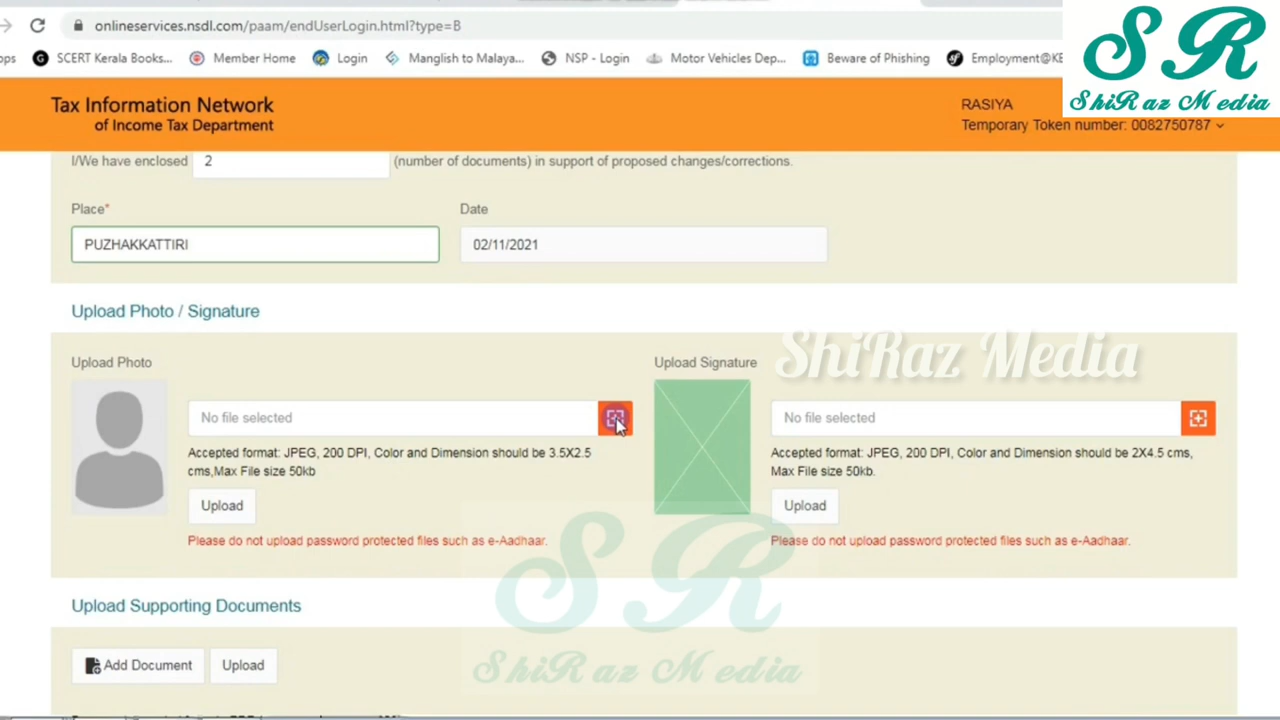 onlineservices.nsdl.com/paam/endUserLogin.html?type=B
SCERT Kerala Books... Member Home Login Manglish to Malaya... NSP - Login Motor Vehicles Dep... Beware of Phishing
SR
ShiRaz Media
Tax Information Network
of Income Tax Department
RASIYA
Temporary Token number: 0082750787
I/We have enclosed 2 (number of documents) in support of proposed changes/corrections.
Place* Date
PUZHAKKATTIRI 02/11/2021
Upload Photo / Signature
Upload Photo Upload Signature
ShiRaz Media
No file selected No file selected
Accepted format: JPEG, 200 DPI, Color and Dimension should be 3.5X2.5
cms,Max File size 50kb
Upload
Please do not upload password protected files such as e-Aadhaar.
Accepted format: JPEG, 200 DPI, Color and Dimension should be 2X4.5 cms,
Max File size 50kb.
Upload
Please do not upload password protected files such as e-Aadhaar.
SR
ShiRaz Media
Upload Supporting Documents
Add Document Upload